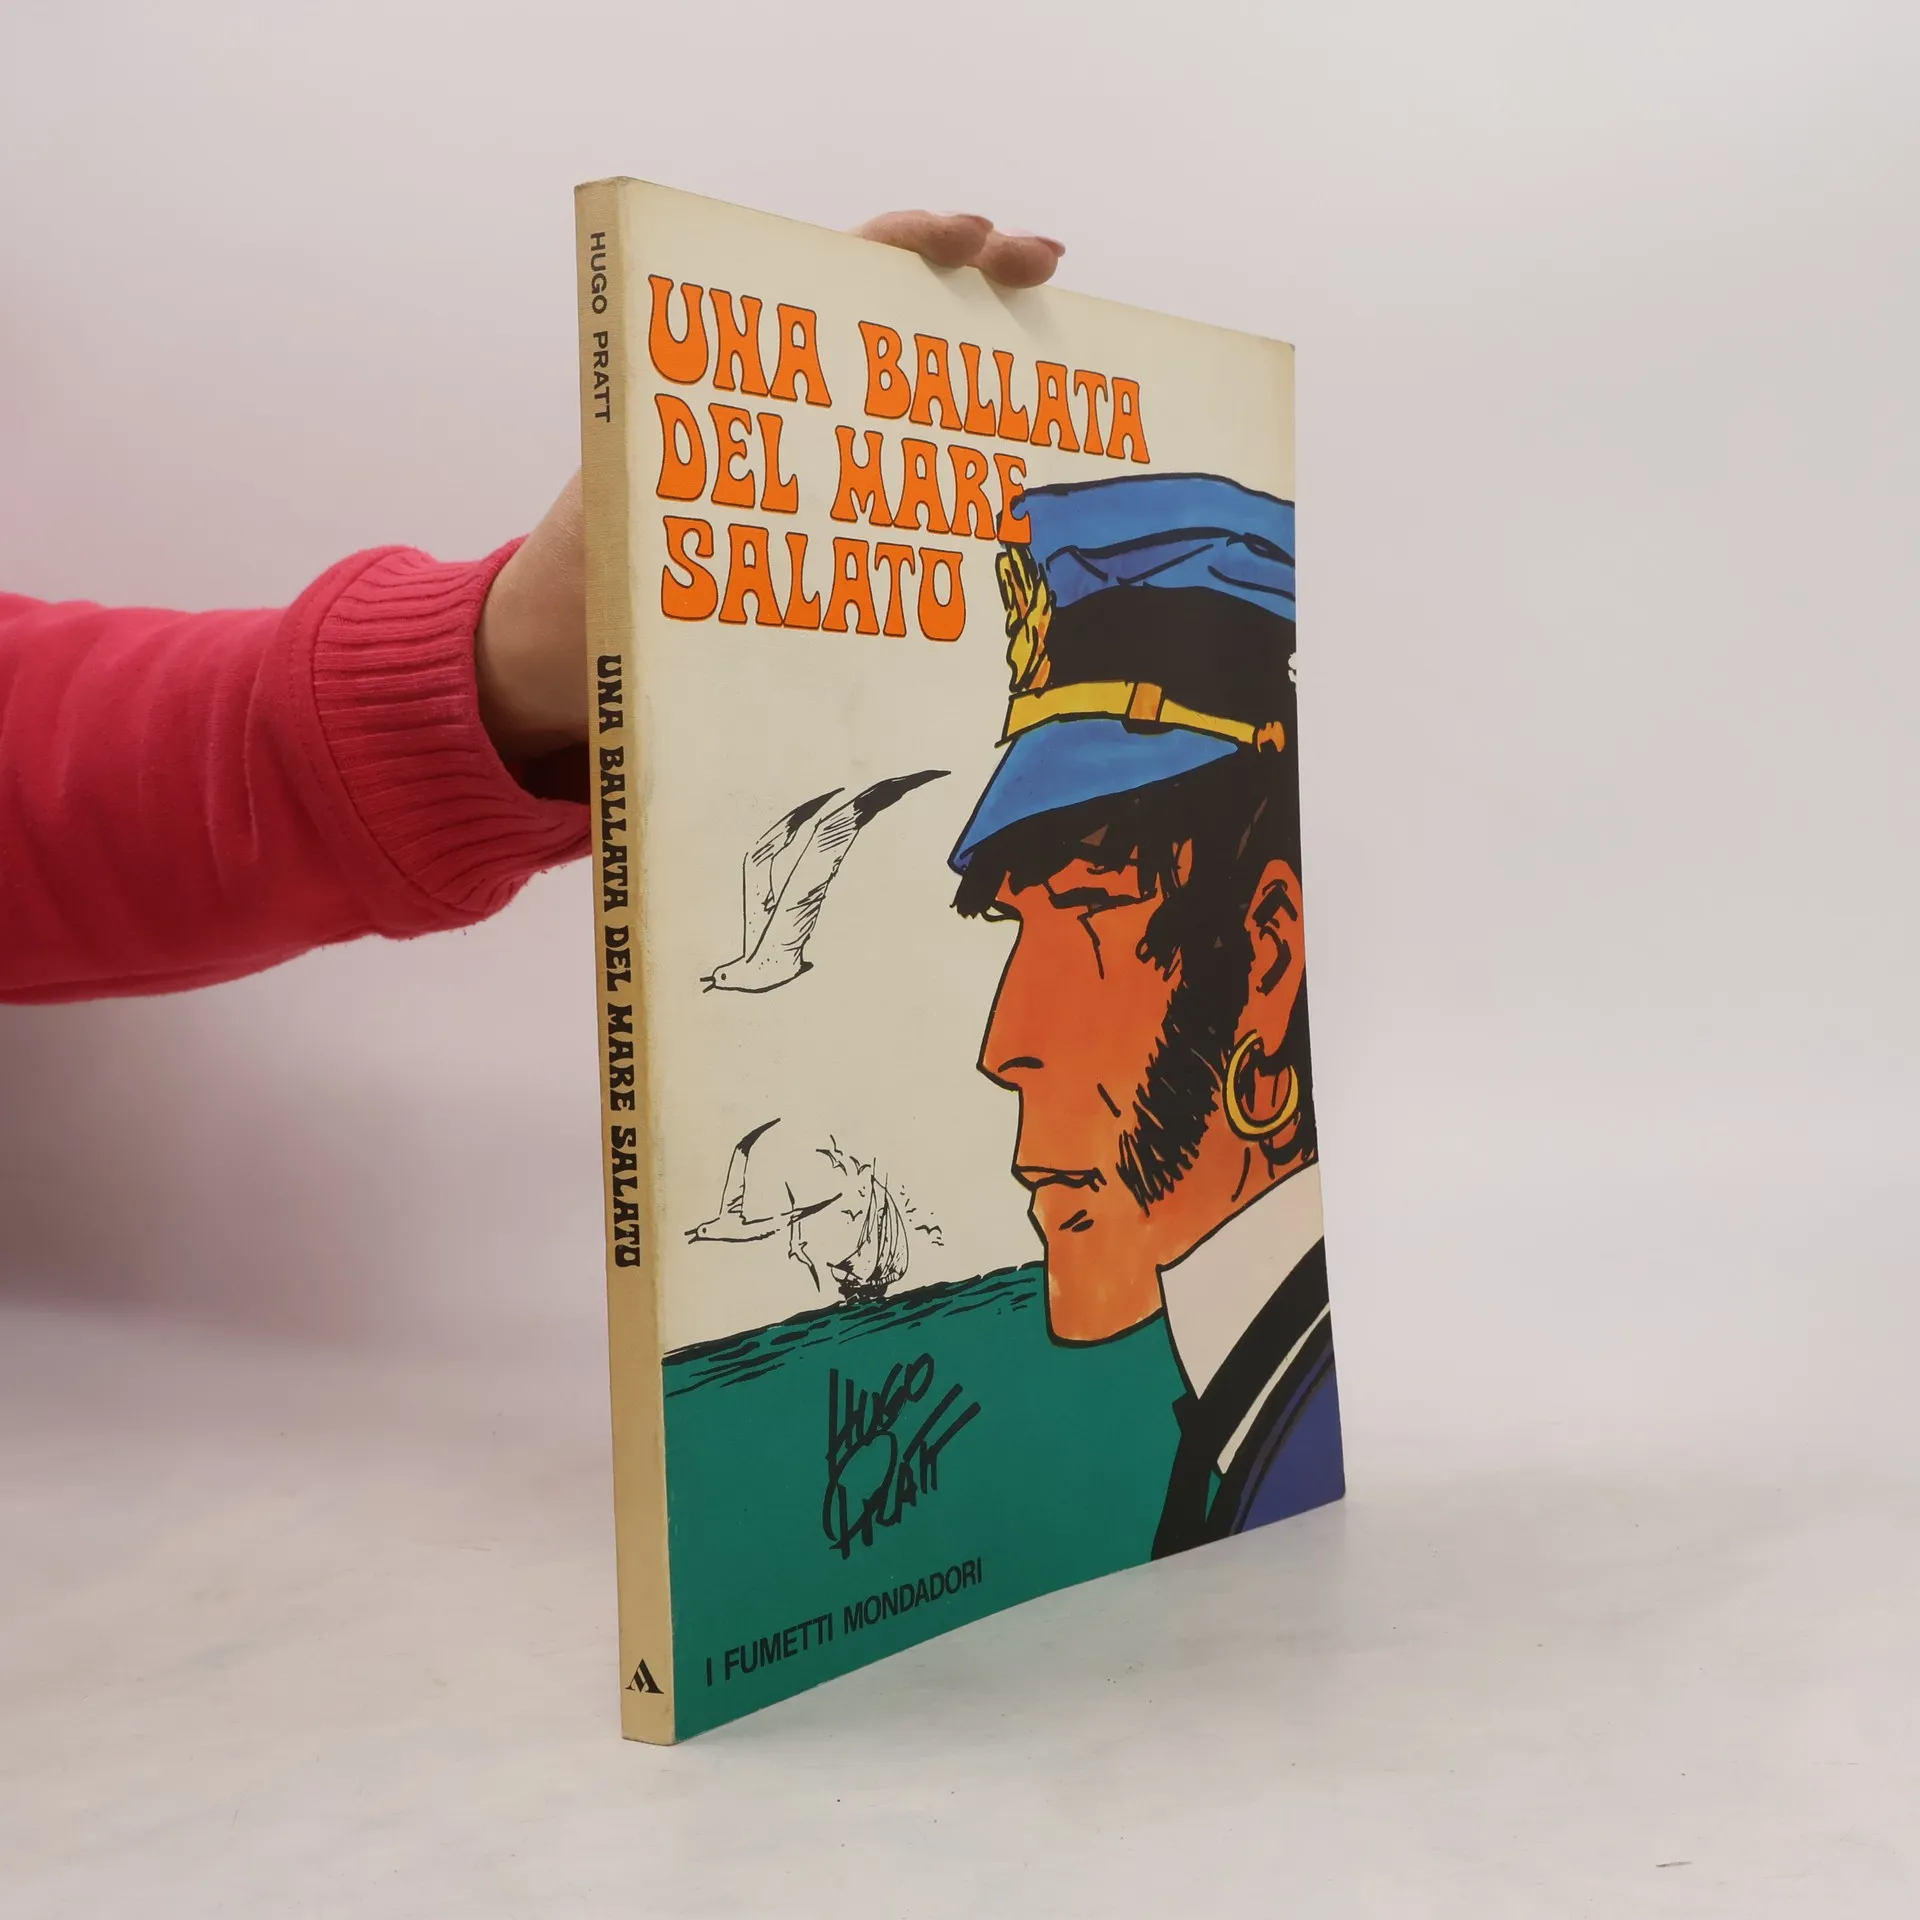 HUGO PRATT
UNA BALLATA DEL MARE SALATO
UNA BALLATA
DEL MARE
SALATO
HUGO
PRATT
I FUMETTI MONDADORI